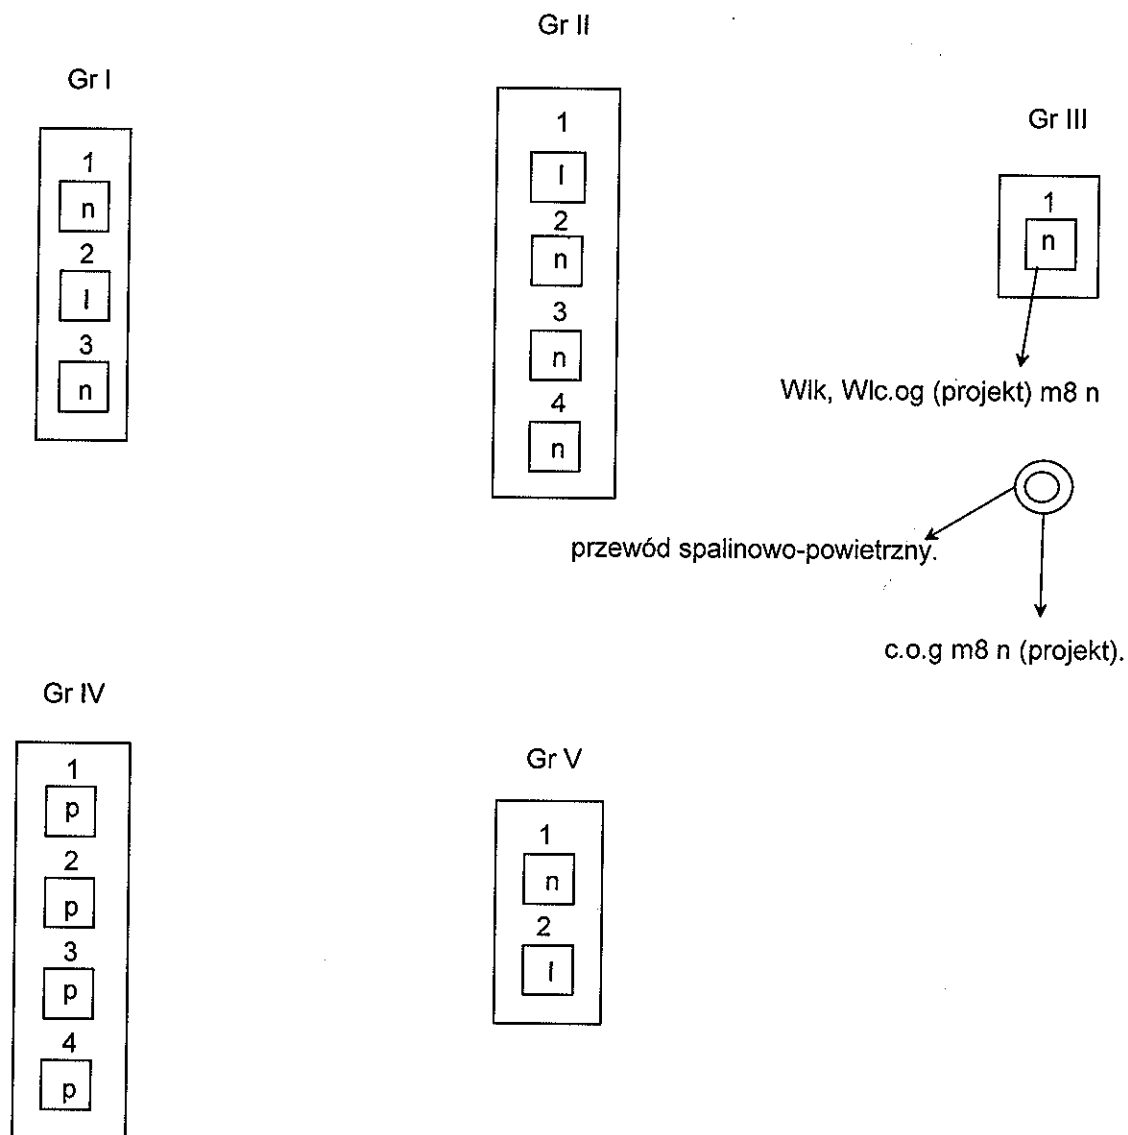 Gr I
1
n
2
l
3
n
Gr II
1
l
2
n
3
n
4
n
Gr III
1
n
Wlk, Wlc.og (projekt) m8 n
przewód spalinowo-powietrzny.
c.o.g m8 n (projekt).
Gr IV
1
p
2
p
3
p
4
p
Gr V
1
n
2
l